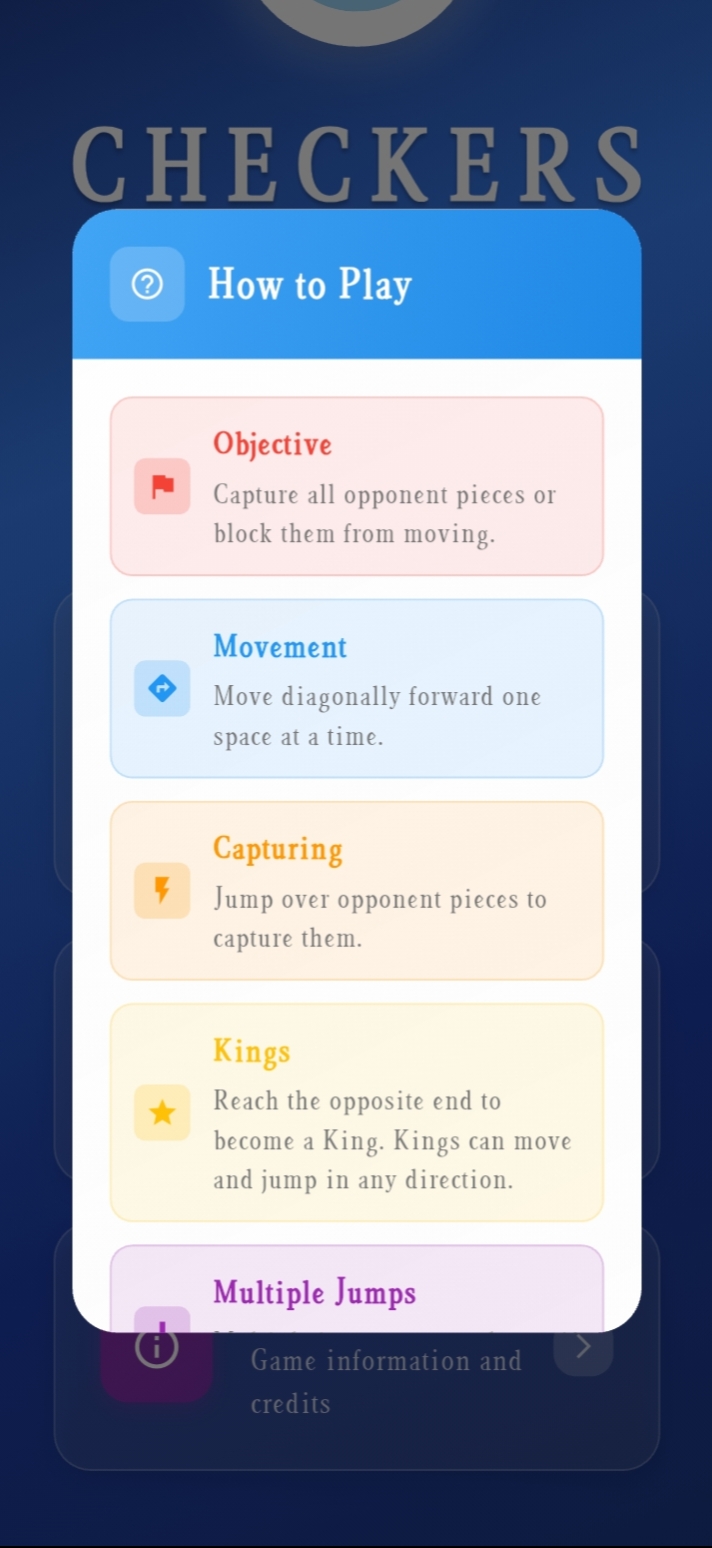 CHECKERS
How to Play
Objective
Capture all opponent pieces or
block them from moving.
Movement
Move diagonally forward one
space at a time.
Capturing
Jump over opponent pieces to
capture them.
Kings
Reach the opposite end to
become a King. Kings can move
and jump in any direction.
Multiple Jumps
Game information and
credits